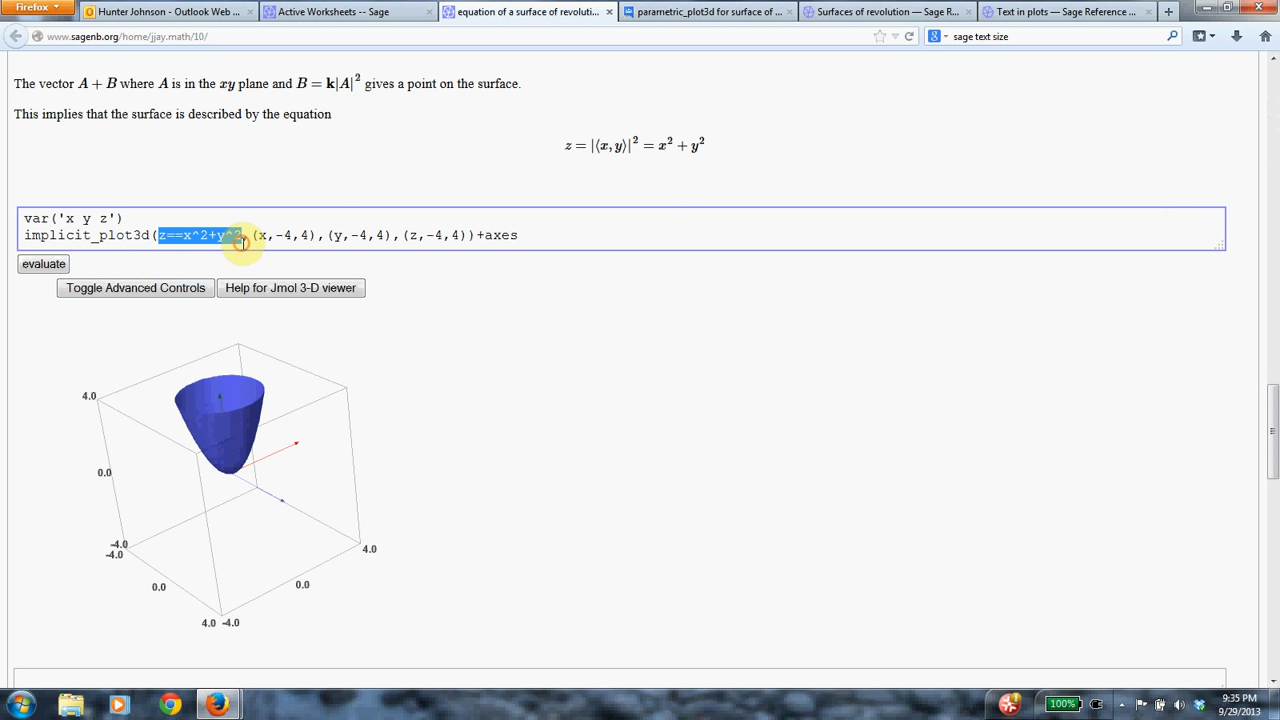 Firefox
Hunter Johnson - Outlook Web ...
Active Worksheets -- Sage
equation of a surface of revoluti...
parametric_plot3d for surface of ...
Surfaces of revolution — Sage R...
Text in plots — Sage Reference ...
www.sagenb.org/home/jjay.math/10/
sage text size
The vector A + B where A is in the xy plane and B = k|A|² gives a point on the surface.
This implies that the surface is described by the equation
z = |⟨x, y⟩|² = x² + y²
var('x y z')
implicit_plot3d(z==x^2+y^2,(x,-4,4),(y,-4,4),(z,-4,4))+axes
evaluate
Toggle Advanced Controls
Help for Jmol 3-D viewer
4.0
0.0
-4.0
-4.0
4.0
0.0
0.0
4.0
-4.0
100%
9:35 PM
9/29/2013